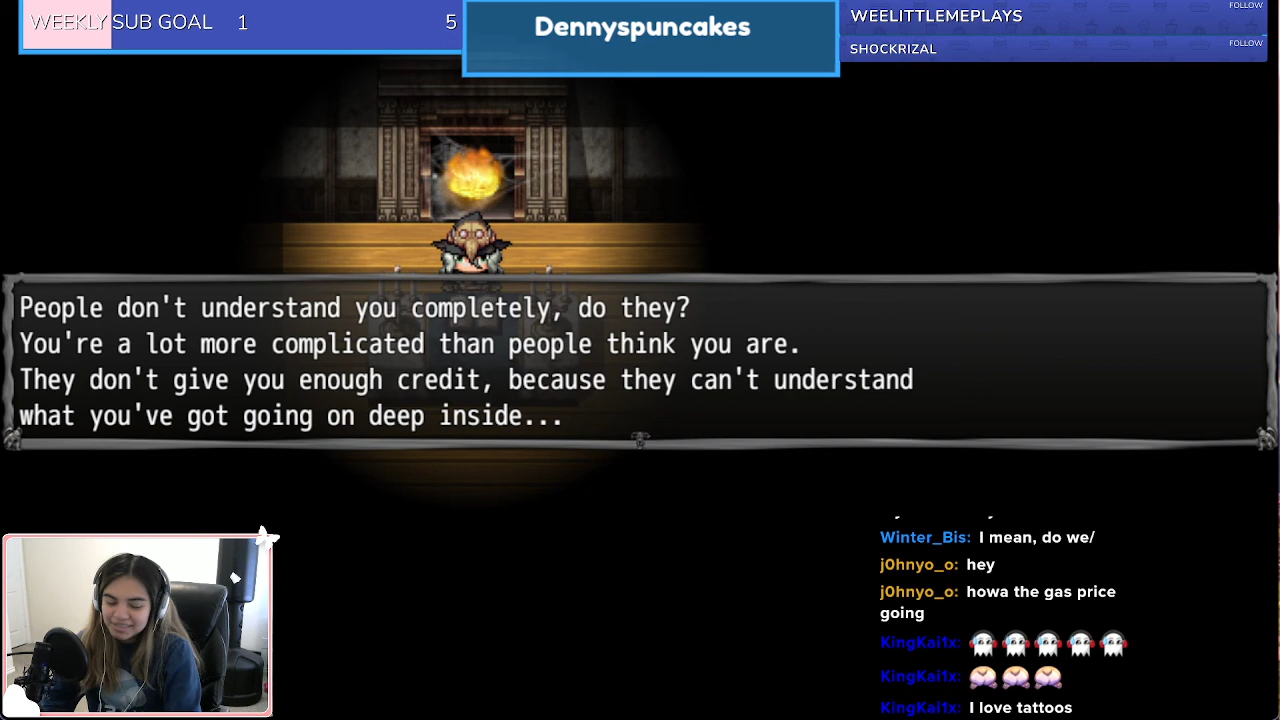 WEEKLY SUB GOAL 1 5
Dennyspuncakes
WEELITTLEMEPLAYS FOLLOW
SHOCKRIZAL FOLLOW
People don't understand you completely, do they?
You're a lot more complicated than people think you are.
They don't give you enough credit, because they can't understand
what you've got going on deep inside...
Winter_Bis: I mean, do we/
j0hnyo_o: hey
j0hnyo_o: howa the gas price
going
KingKai1x:
KingKai1x:
KingKai1x: I love tattoos